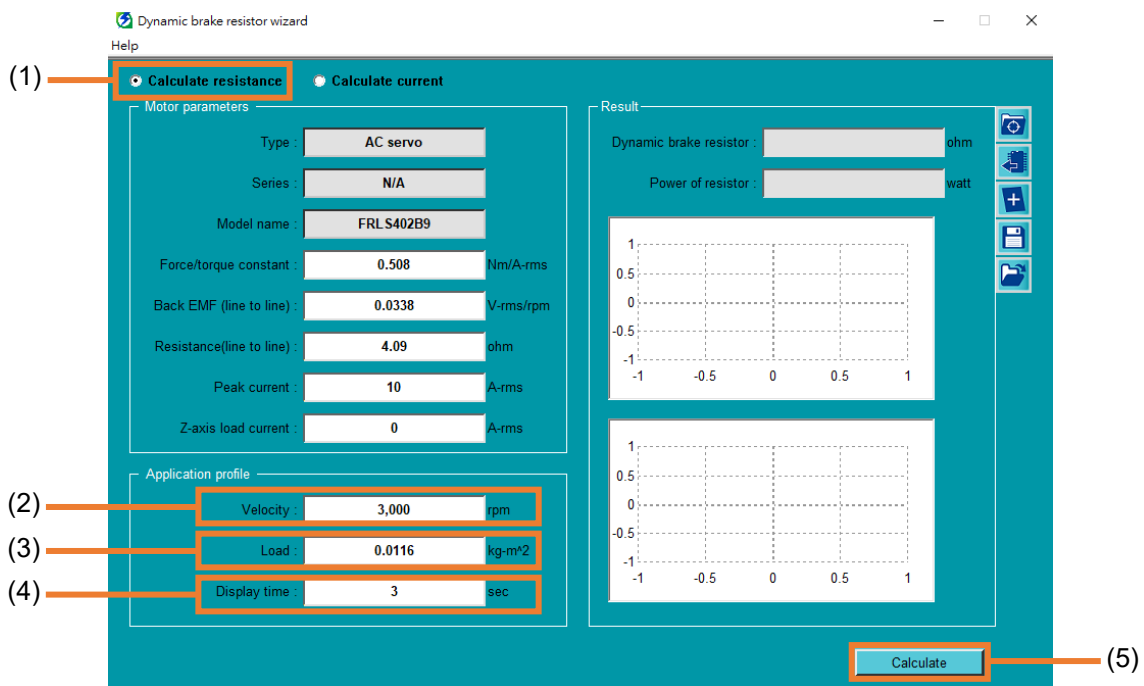 Dynamic brake resistor wizard
Help
(1)
Calculate resistance Calculate current
Motor parameters
Type : AC servo
Series : N/A
Model name : FRLS402B9
Force/torque constant : 0.508 Nm/A-rms
Back EMF (line to line) : 0.0338 V-rms/rpm
Resistance(line to line) : 4.09 ohm
Peak current : 10 A-rms
Z-axis load current : 0 A-rms
Application profile
(2) Velocity : 3,000 rpm
(3) Load : 0.0116 kg-m^2
(4) Display time : 3 sec
Result
Dynamic brake resistor : ohm
Power of resistor : watt
1
0.5
0
-0.5
-1
-1 -0.5 0 0.5 1
1
0.5
0
-0.5
-1
-1 -0.5 0 0.5 1
Calculate (5)